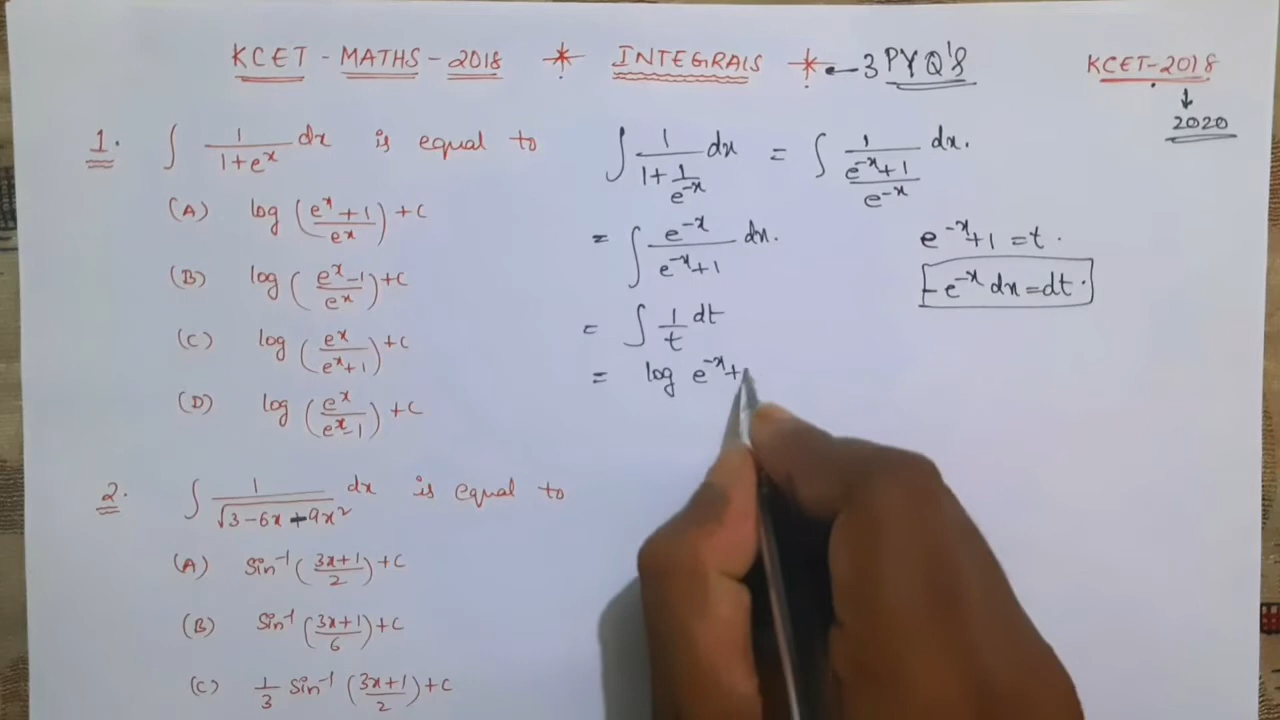 KCET - MATHS - 2018 * INTEGRALS * ← 3 PYQ'S
KCET-2018
↓
2020
1. ∫ 1/(1+e^x) dx is equal to
(A) log ((e^x+1)/e^x) + C
(B) log ((e^x-1)/e^x) + C
(C) log (e^x/(e^x+1)) + C
(D) log (e^x/(e^x-1)) + C
∫ 1/(1+1/e^-x) dx = ∫ 1/((e^-x+1)/e^-x) dx.
= ∫ e^-x/(e^-x+1) dx.
= ∫ 1/t dt
= log e^-x+
e^-x+1 = t.
-e^-x dx = dt.
2. ∫ 1/√(3-6x-9x²) dx is equal to
(A) Sin^-1 ((3x+1)/2) + C
(B) Sin^-1 ((3x+1)/6) + C
(C) 1/3 Sin^-1 ((3x+1)/2) + C